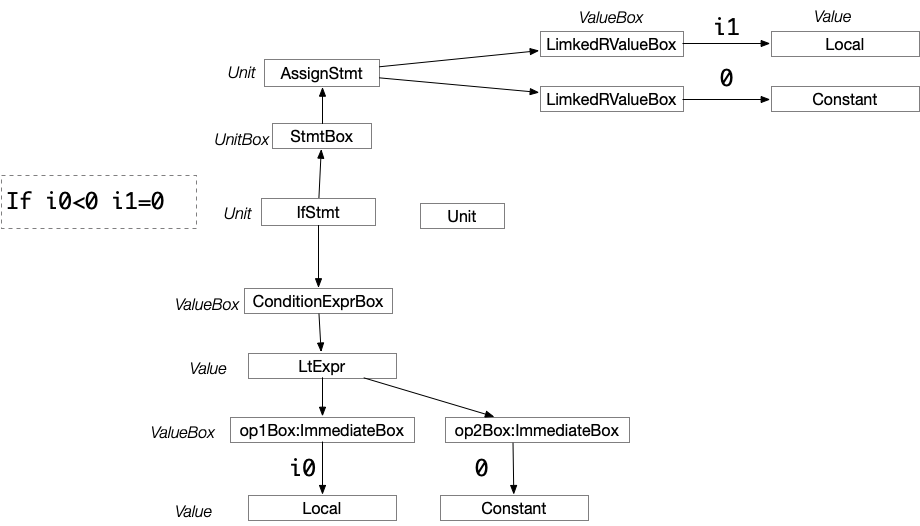 ValueBox Value
i1
LimkedRValueBox Local
Unit AssignStmt
0
LimkedRValueBox Constant
UnitBox StmtBox
If i0<0 i1=0
Unit IfStmt Unit
ValueBox ConditionExprBox
Value LtExpr
ValueBox op1Box:ImmediateBox op2Box:ImmediateBox
i0 0
Value Local Constant